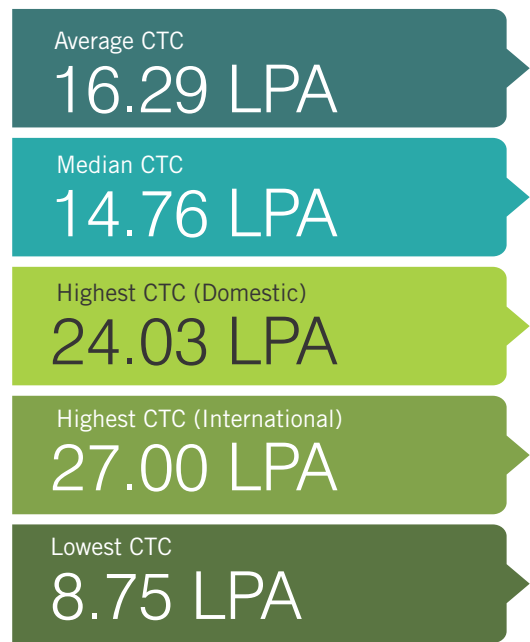 Average CTC
16.29 LPA
Median CTC
14.76 LPA
Highest CTC (Domestic)
24.03 LPA
Highest CTC (International)
27.00 LPA
Lowest CTC
8.75 LPA